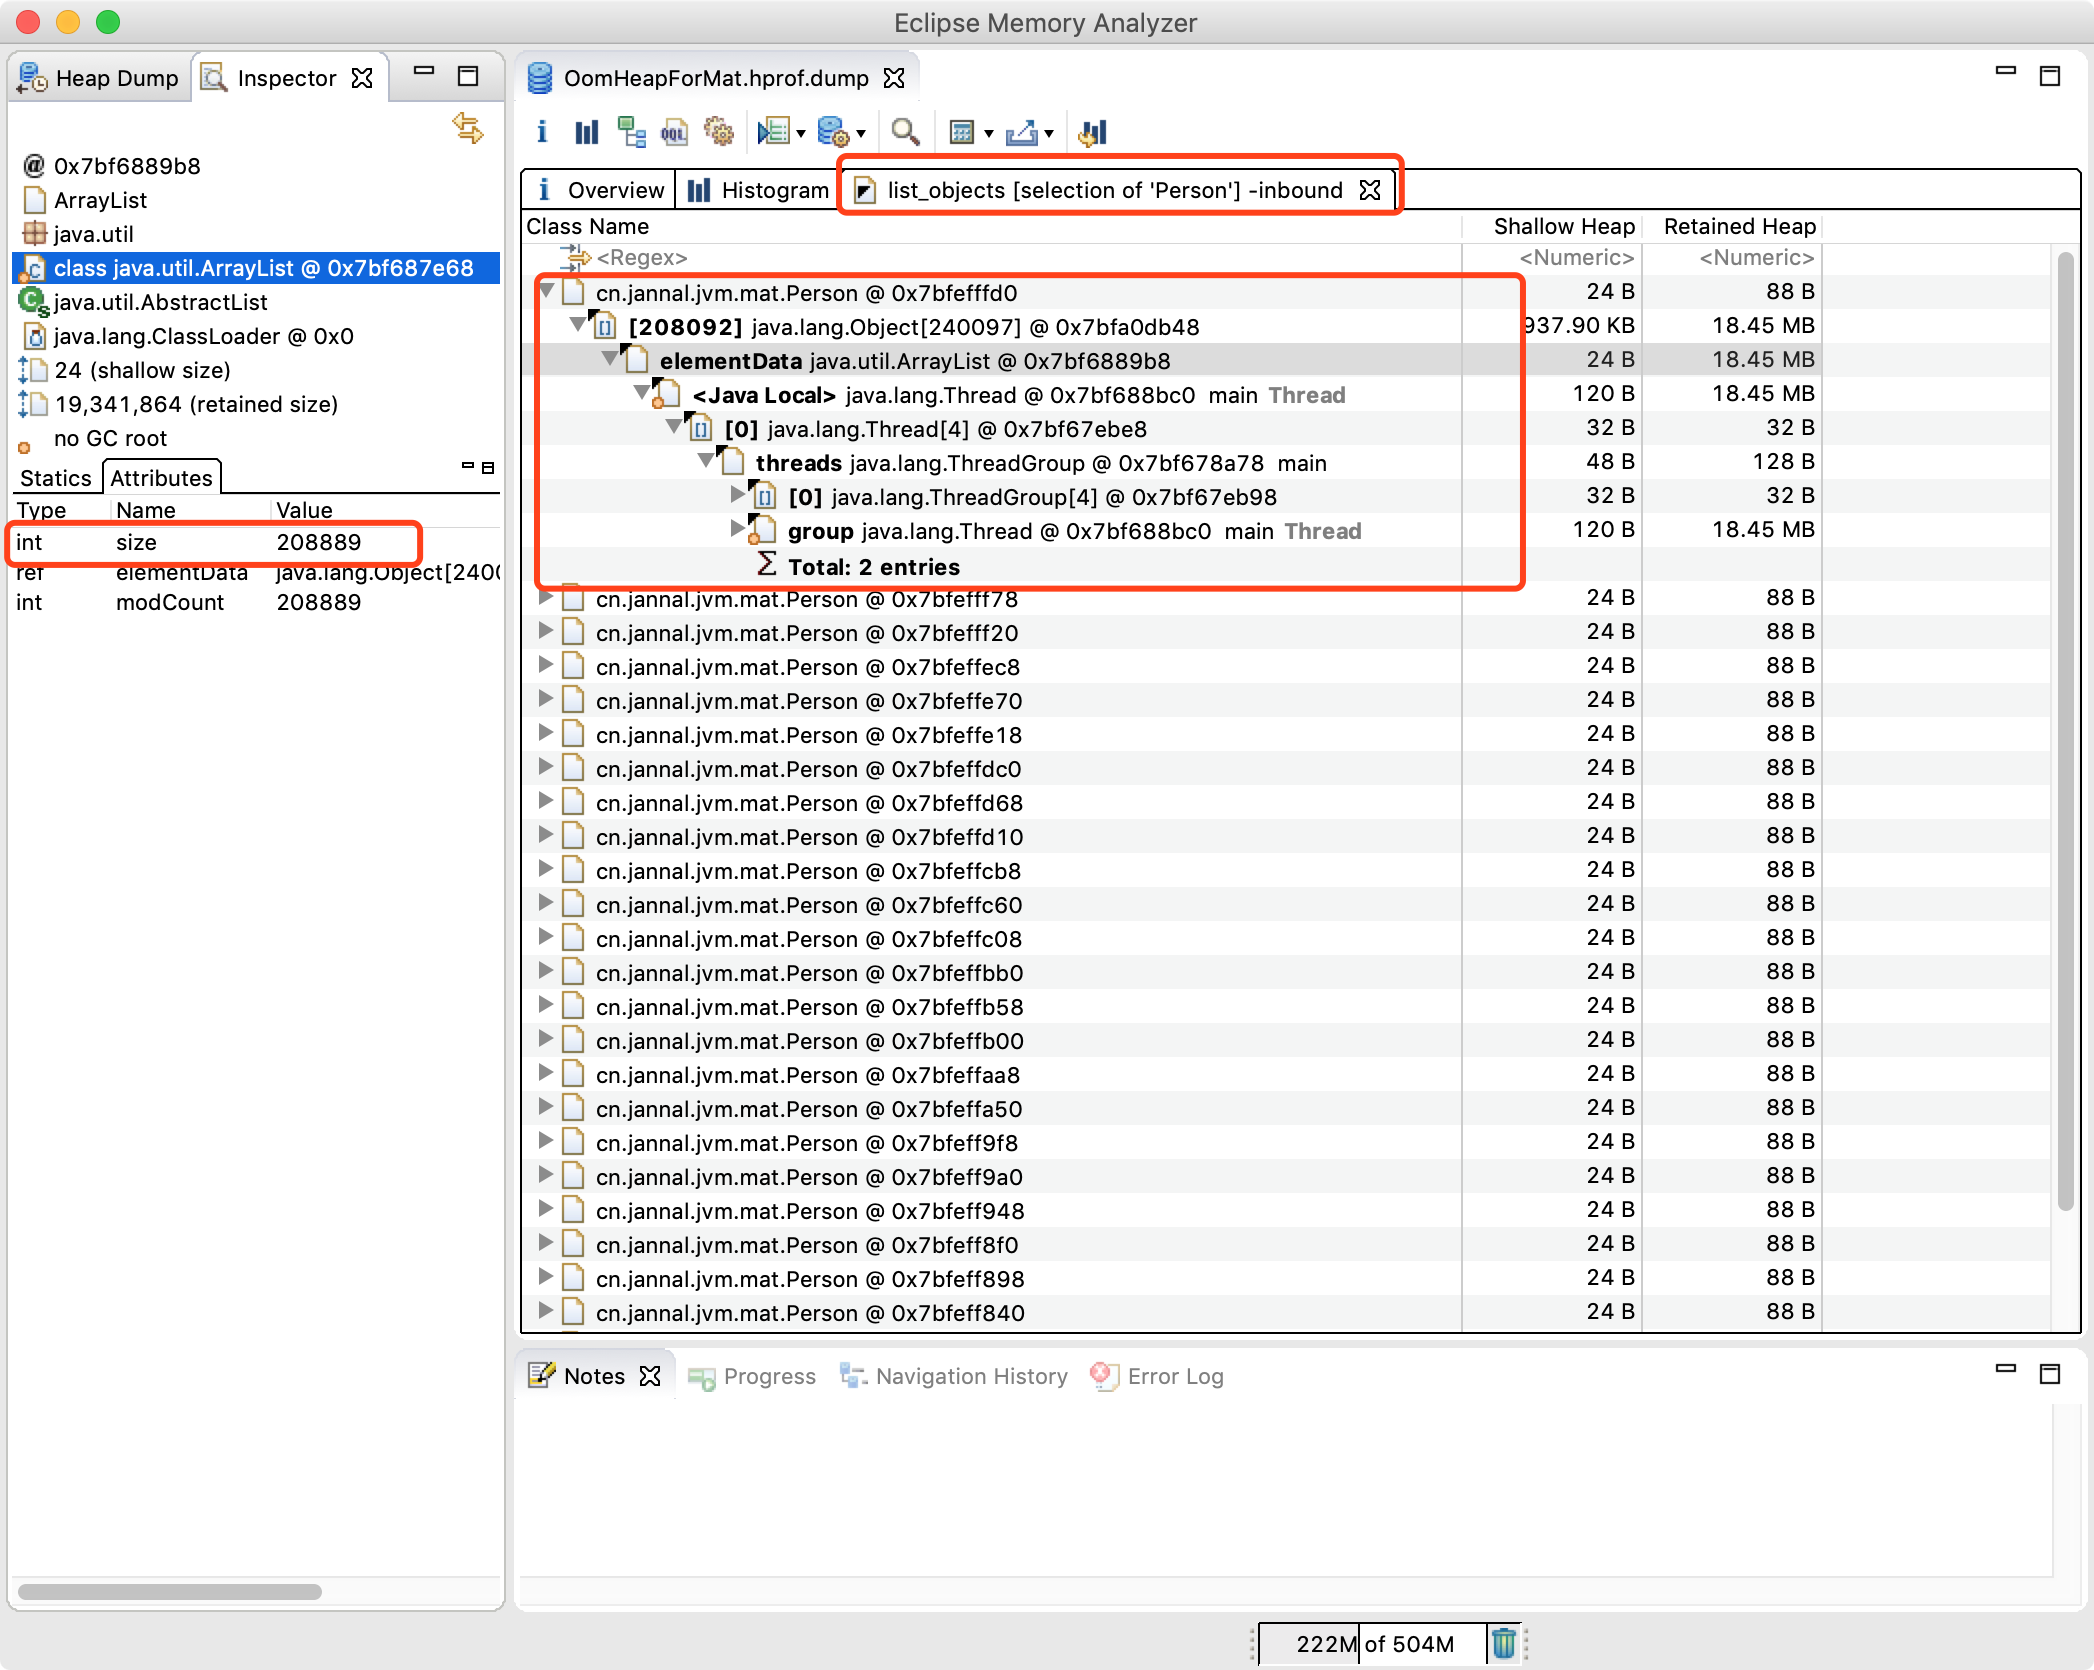 Eclipse Memory Analyzer
Heap Dump
Inspector
@ 0x7bf6889b8
ArrayList
java.util
class java.util.ArrayList @ 0x7bf687e68
java.util.AbstractList
java.lang.ClassLoader @ 0x0
24 (shallow size)
19,341,864 (retained size)
no GC root
Statics Attributes
Type Name Value
int size 208889
ref elementData java.lang.Object[240
int modCount 208889
OomHeapForMat.hprof.dump
OQL
i Overview Histogram list_objects [selection of 'Person'] -inbound
Class Name Shallow Heap Retained Heap
<Regex> <Numeric> <Numeric>
cn.jannal.jvm.mat.Person @ 0x7bfefffd0 24 B 88 B
[208092] java.lang.Object[240097] @ 0x7bfa0db48 937.90 KB 18.45 MB
elementData java.util.ArrayList @ 0x7bf6889b8 24 B 18.45 MB
<Java Local> java.lang.Thread @ 0x7bf688bc0 main Thread 120 B 18.45 MB
[0] java.lang.Thread[4] @ 0x7bf67ebe8 32 B 32 B
threads java.lang.ThreadGroup @ 0x7bf678a78 main 48 B 128 B
[0] java.lang.ThreadGroup[4] @ 0x7bf67eb98 32 B 32 B
group java.lang.Thread @ 0x7bf688bc0 main Thread 120 B 18.45 MB
Σ Total: 2 entries
cn.jannal.jvm.mat.Person @ 0x7bfefff78 24 B 88 B
cn.jannal.jvm.mat.Person @ 0x7bfefff20 24 B 88 B
cn.jannal.jvm.mat.Person @ 0x7bfeffec8 24 B 88 B
cn.jannal.jvm.mat.Person @ 0x7bfeffe70 24 B 88 B
cn.jannal.jvm.mat.Person @ 0x7bfeffe18 24 B 88 B
cn.jannal.jvm.mat.Person @ 0x7bfeffdc0 24 B 88 B
cn.jannal.jvm.mat.Person @ 0x7bfeffd68 24 B 88 B
cn.jannal.jvm.mat.Person @ 0x7bfeffd10 24 B 88 B
cn.jannal.jvm.mat.Person @ 0x7bfeffcb8 24 B 88 B
cn.jannal.jvm.mat.Person @ 0x7bfeffc60 24 B 88 B
cn.jannal.jvm.mat.Person @ 0x7bfeffc08 24 B 88 B
cn.jannal.jvm.mat.Person @ 0x7bfeffbb0 24 B 88 B
cn.jannal.jvm.mat.Person @ 0x7bfeffb58 24 B 88 B
cn.jannal.jvm.mat.Person @ 0x7bfeffb00 24 B 88 B
cn.jannal.jvm.mat.Person @ 0x7bfeffaa8 24 B 88 B
cn.jannal.jvm.mat.Person @ 0x7bfeffa50 24 B 88 B
cn.jannal.jvm.mat.Person @ 0x7bfeff9f8 24 B 88 B
cn.jannal.jvm.mat.Person @ 0x7bfeff9a0 24 B 88 B
cn.jannal.jvm.mat.Person @ 0x7bfeff948 24 B 88 B
cn.jannal.jvm.mat.Person @ 0x7bfeff8f0 24 B 88 B
cn.jannal.jvm.mat.Person @ 0x7bfeff898 24 B 88 B
cn.jannal.jvm.mat.Person @ 0x7bfeff840 24 B 88 B
Notes Progress Navigation History Error Log
222M of 504M